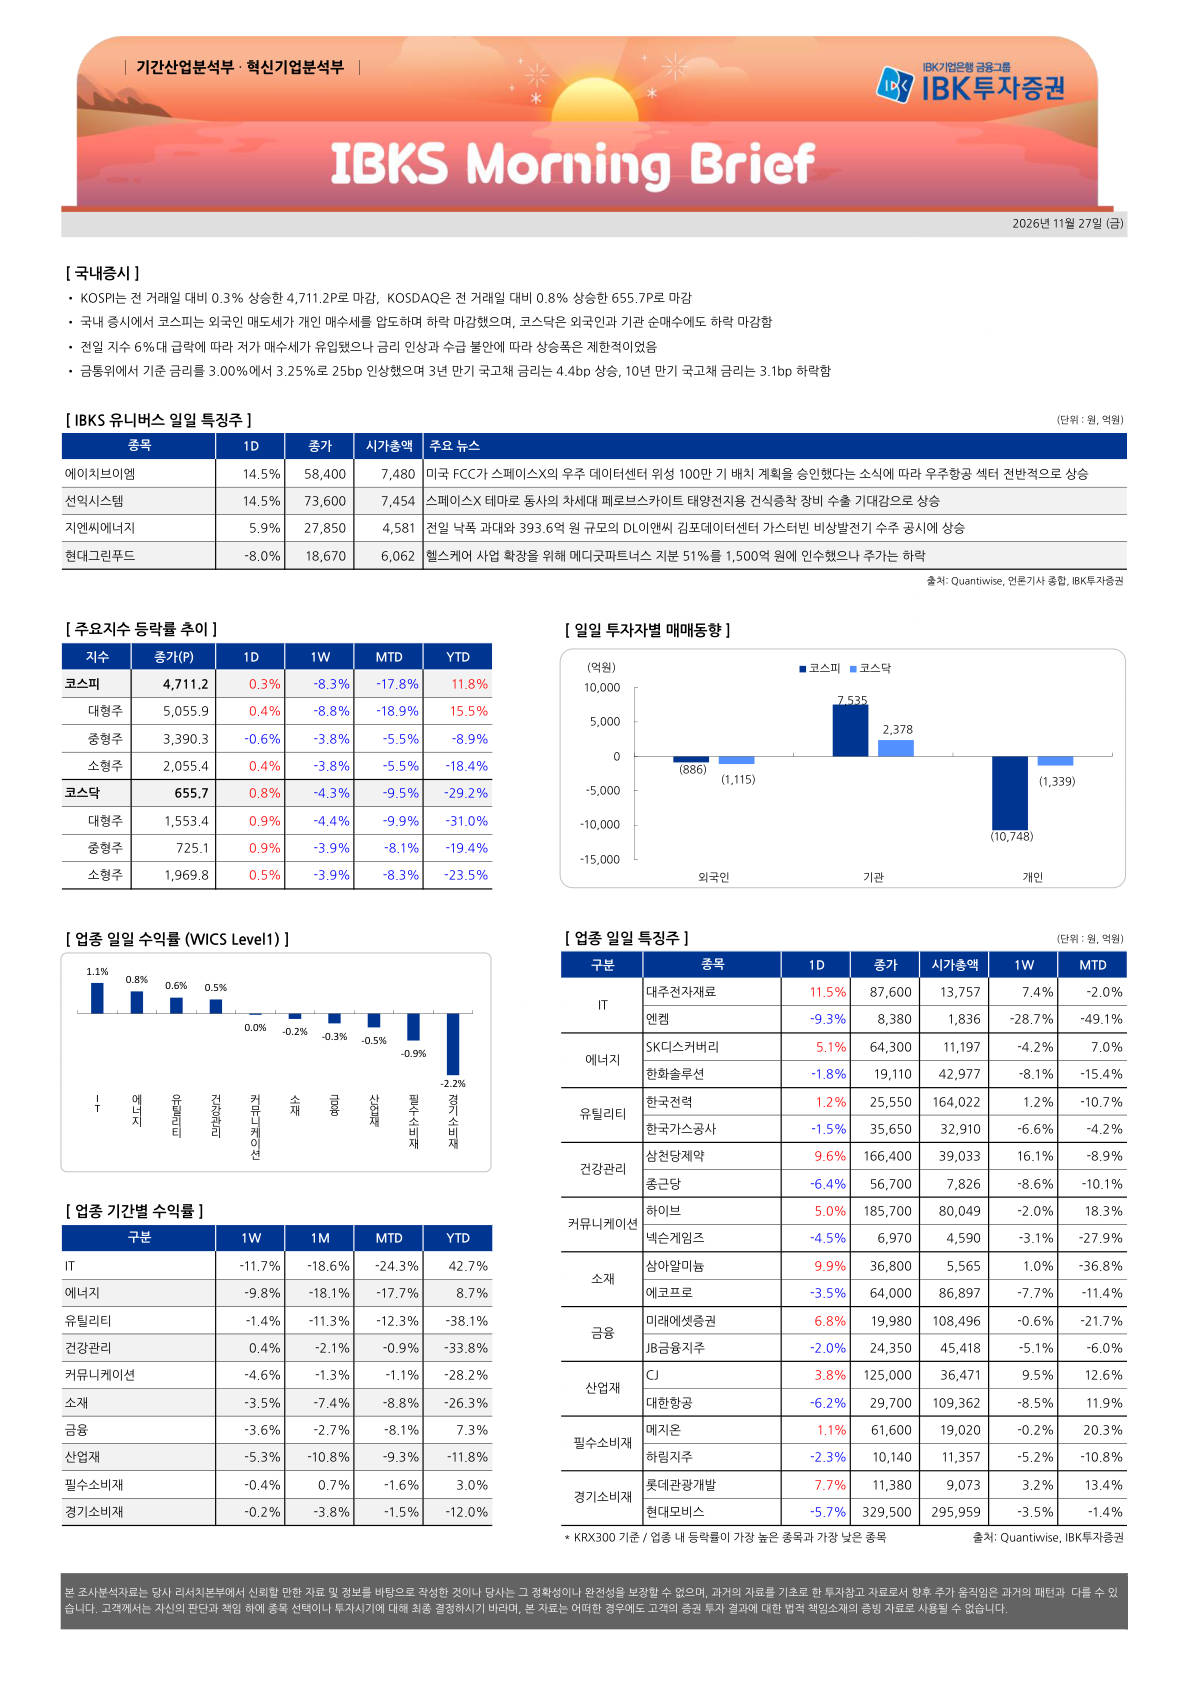 기간산업분석부 · 혁신기업분석부
IBK기업은행 금융그룹
IBK투자증권
IBKS Morning Brief
2026년 11월 27일 (금)
[ 국내증시 ]
• KOSPI는 전 거래일 대비 0.3% 상승한 4,711.2P로 마감, KOSDAQ은 전 거래일 대비 0.8% 상승한 655.7P로 마감
• 국내 증시에서 코스피는 외국인 매도세가 개인 매수세를 압도하며 하락 마감했으며, 코스닥은 외국인과 기관 순매수에도 하락 마감함
• 전일 지수 6%대 급락에 따라 저가 매수세가 유입됐으나 금리 인상과 수급 불안에 따라 상승폭은 제한적이었음
• 금통위에서 기준 금리를 3.00%에서 3.25%로 25bp 인상했으며 3년 만기 국고채 금리는 4.4bp 상승, 10년 만기 국고채 금리는 3.1bp 하락함
[ IBKS 유니버스 일일 특징주 ]
(단위 : 원, 억원)
종목 1D 종가 시가총액 주요 뉴스
에이치브이엠 14.5% 58,400 7,480 미국 FCC가 스페이스X의 우주 데이터센터 위성 100만 기 배치 계획을 승인했다는 소식에 따라 우주항공 섹터 전반적으로 상승
선익시스템 14.5% 73,600 7,454 스페이스X 테마로 동사의 차세대 페로브스카이트 태양전지용 건식증착 장비 수출 기대감으로 상승
지엔씨에너지 5.9% 27,850 4,581 전일 낙폭 과대와 393.6억 원 규모의 DL이앤씨 김포데이터센터 가스터빈 비상발전기 수주 공시에 상승
현대그린푸드 -8.0% 18,670 6,062 헬스케어 사업 확장을 위해 메디굿파트너스 지분 51%를 1,500억 원에 인수했으나 주가는 하락
출처: Quantiwise, 언론기사 종합, IBK투자증권
[ 주요지수 등락률 추이 ]
지수 종가(P) 1D 1W MTD YTD
코스피 4,711.2 0.3% -8.3% -17.8% 11.8%
대형주 5,055.9 0.4% -8.8% -18.9% 15.5%
중형주 3,390.3 -0.6% -3.8% -5.5% -8.9%
소형주 2,055.4 0.4% -3.8% -5.5% -18.4%
코스닥 655.7 0.8% -4.3% -9.5% -29.2%
대형주 1,553.4 0.9% -4.4% -9.9% -31.0%
중형주 725.1 0.9% -3.9% -8.1% -19.4%
소형주 1,969.8 0.5% -3.9% -8.3% -23.5%
[ 일일 투자자별 매매동향 ]
(억원)
코스피 코스닥
10,000
5,000
0
-5,000
-10,000
-15,000
(886) (1,115)
7,535 2,378
(10,748) (1,339)
외국인 기관 개인
[ 업종 일일 수익률 (WICS Level1) ]
1.1% 0.8% 0.6% 0.5% 0.0% -0.2% -0.3% -0.5% -0.9% -2.2%
IT 에너지 유틸리티 건강관리 커뮤니케이션 소재 금융 산업재 필수소비재 경기소비재
[ 업종 기간별 수익률 ]
구분 1W 1M MTD YTD
IT -11.7% -18.6% -24.3% 42.7%
에너지 -9.8% -18.1% -17.7% 8.7%
유틸리티 -1.4% -11.3% -12.3% -38.1%
건강관리 0.4% -2.1% -0.9% -33.8%
커뮤니케이션 -4.6% -1.3% -1.1% -28.2%
소재 -3.5% -7.4% -8.8% -26.3%
금융 -3.6% -2.7% -8.1% 7.3%
산업재 -5.3% -10.8% -9.3% -11.8%
필수소비재 -0.4% 0.7% -1.6% 3.0%
경기소비재 -0.2% -3.8% -1.5% -12.0%
[ 업종 일일 특징주 ]
(단위 : 원, 억원)
구분 종목 1D 종가 시가총액 1W MTD
IT 대주전자재료 11.5% 87,600 13,757 7.4% -2.0%
엔켐 -9.3% 8,380 1,836 -28.7% -49.1%
에너지 SK디스커버리 5.1% 64,300 11,197 -4.2% 7.0%
한화솔루션 -1.8% 19,110 42,977 -8.1% -15.4%
유틸리티 한국전력 1.2% 25,550 164,022 1.2% -10.7%
한국가스공사 -1.5% 35,650 32,910 -6.6% -4.2%
건강관리 삼천당제약 9.6% 166,400 39,033 16.1% -8.9%
종근당 -6.4% 56,700 7,826 -8.6% -10.1%
커뮤니케이션 하이브 5.0% 185,700 80,049 -2.0% 18.3%
넥슨게임즈 -4.5% 6,970 4,590 -3.1% -27.9%
소재 삼아알미늄 9.9% 36,800 5,565 1.0% -36.8%
에코프로 -3.5% 64,000 86,897 -7.7% -11.4%
금융 미래에셋증권 6.8% 19,980 108,496 -0.6% -21.7%
JB금융지주 -2.0% 24,350 45,418 -5.1% -6.0%
산업재 CJ 3.8% 125,000 36,471 9.5% 12.6%
대한항공 -6.2% 29,700 109,362 -8.5% 11.9%
필수소비재 메지온 1.1% 61,600 19,020 -0.2% 20.3%
하림지주 -2.3% 10,140 11,357 -5.2% -10.8%
경기소비재 롯데관광개발 7.7% 11,380 9,073 3.2% 13.4%
현대모비스 -5.7% 329,500 295,959 -3.5% -1.4%
* KRX300 기준 / 업종 내 등락률이 가장 높은 종목과 가장 낮은 종목
출처: Quantiwise, IBK투자증권
본 조사분석자료는 당사 리서치본부에서 신뢰할 만한 자료 및 정보를 바탕으로 작성한 것이나 당사는 그 정확성이나 완전성을 보장할 수 없으며, 과거의 자료를 기초로 한 투자참고 자료로서 향후 주가 움직임은 과거의 패턴과 다를 수 있
습니다. 고객께서는 자신의 판단과 책임 하에 종목 선택이나 투자시기에 대해 최종 결정하시기 바라며, 본 자료는 어떠한 경우에도 고객의 증권 투자 결과에 대한 법적 책임소재의 증빙 자료로 사용될 수 없습니다.